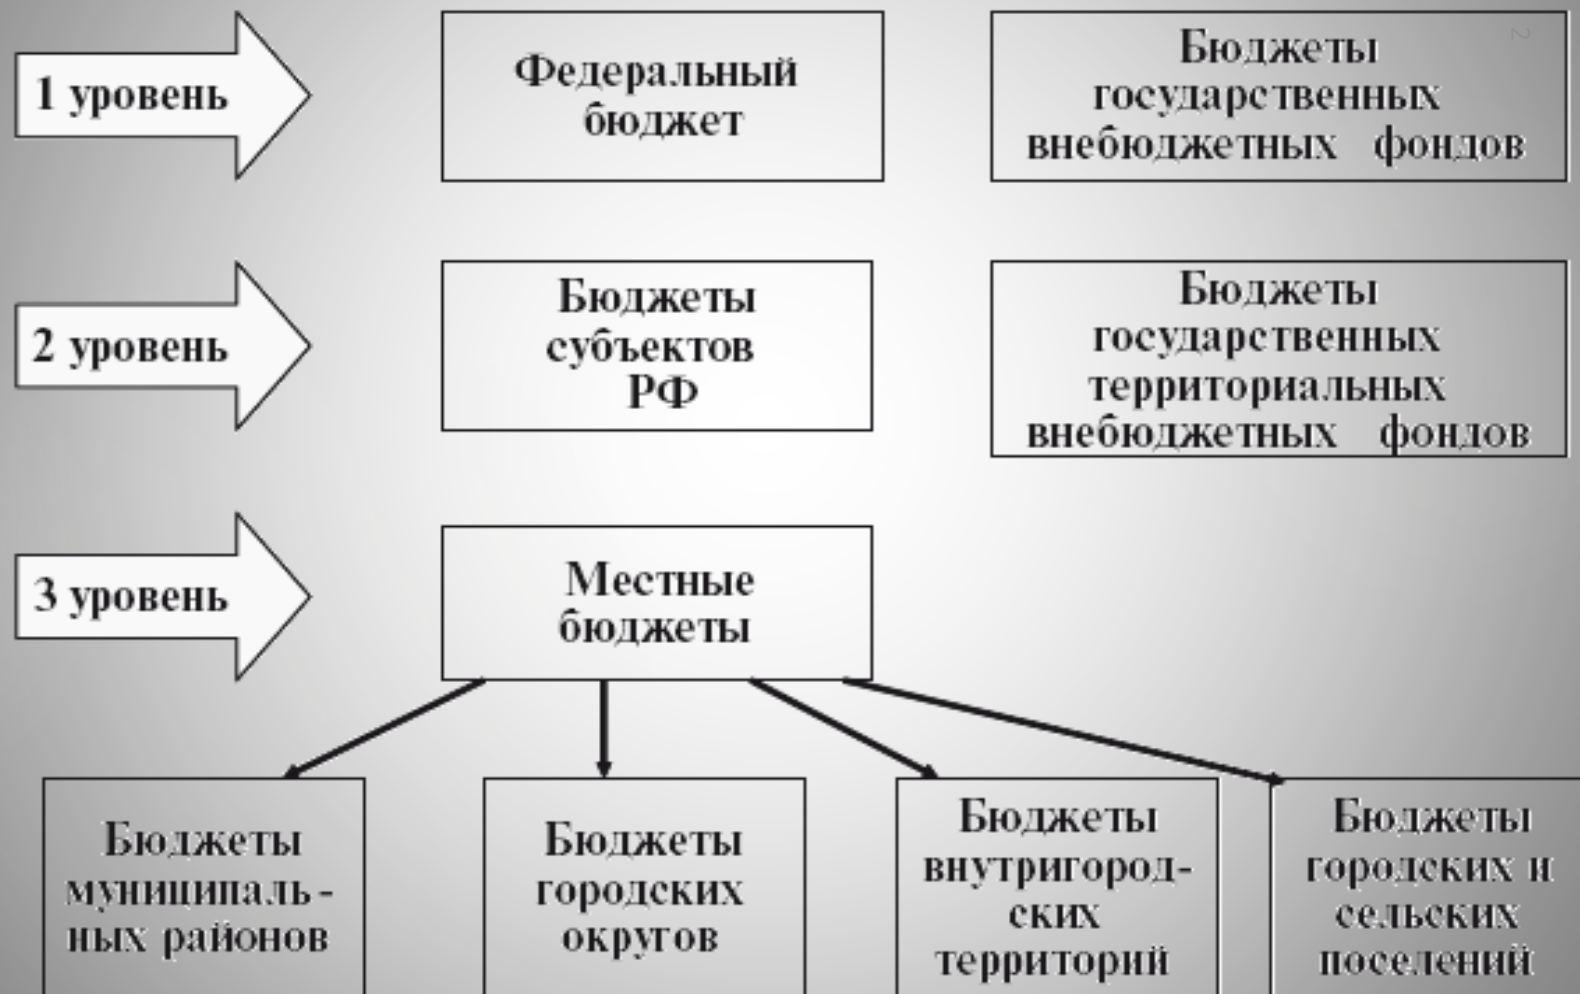 1 уровень
Федеральный
бюджет
Бюджеты
государственных
внебюджетных фондов
2
2 уровень
Бюджеты
субъектов
РФ
Бюджеты
государственных
территориальных
внебюджетных фондов
3 уровень
Местные
бюджеты
Бюджеты
муниципаль-
ных районов
Бюджеты
городских
округов
Бюджеты
внутригород-
ских
территорий
Бюджеты
городских и
сельских
поселений